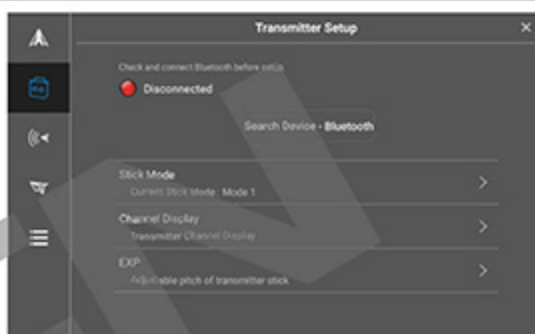 Transmitter Setup
Check and connect Bluetooth before setup.
Disconnected
Search Device - Bluetooth
Stick Mode
Current Stick Mode : Mode 1
Channel Display
Transmitter Channel Display
EXP
Adjustable pitch of transmitter stick